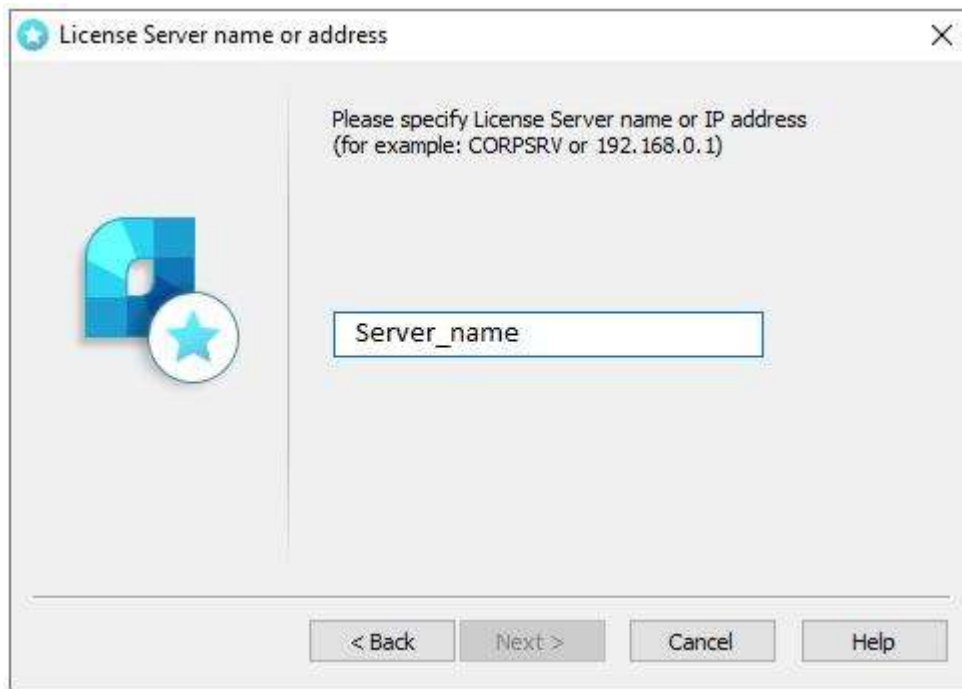 License Server name or address
Please specify License Server name or IP address
(for example: CORPSRV or 192.168.0.1)
Server_name
< Back
Next >
Cancel
Help